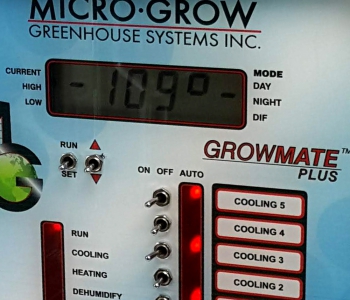 MICRO·GROW
GREENHOUSE SYSTEMS INC.
CURRENT
HIGH
LOW
-109°-
MODE
DAY
NIGHT
DIF
RUN
SET
GROWMATE™
PLUS
ON OFF AUTO
COOLING 5
COOLING 4
COOLING 3
COOLING 2
RUN
COOLING
HEATING
DEHUMIDIFY